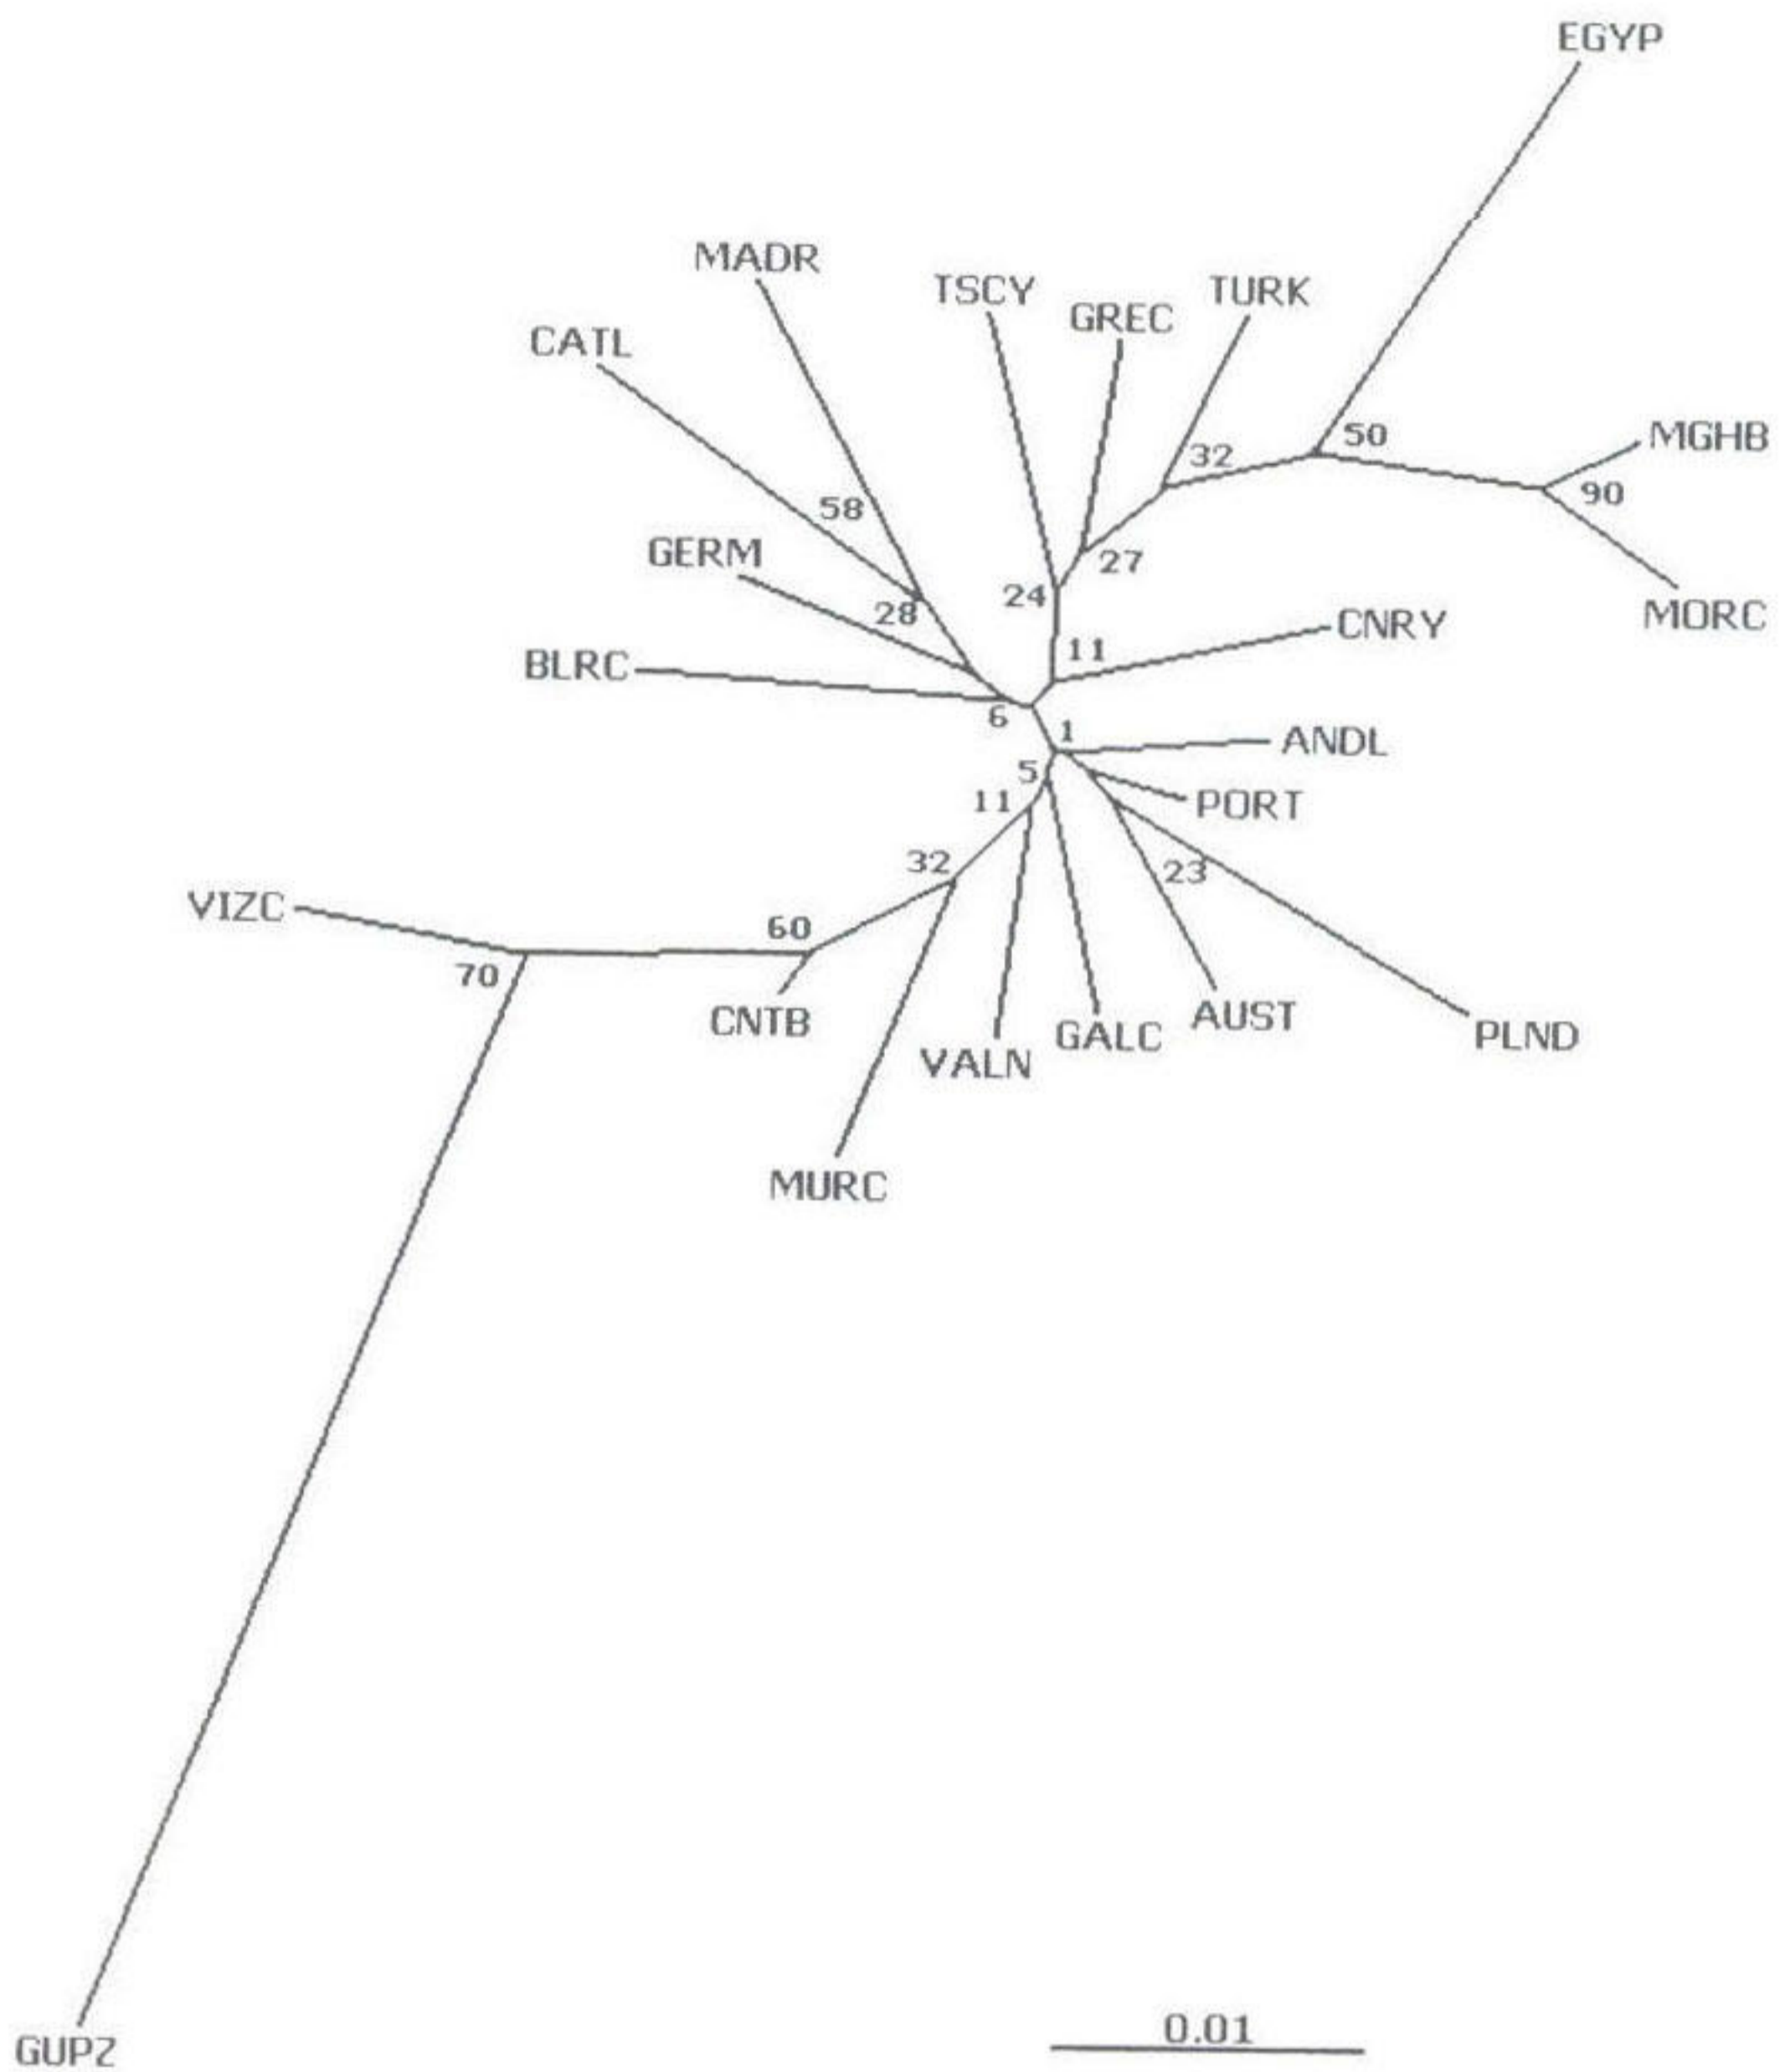 EGYP
MADR
TSCY
TURK
GREC
CATL
50
MGHB
32
90
58
GERM
27
24
28
MORC
CNRY
11
BLRC
6
1
ANDL
5
11
PORT
32
23
VIZC
60
70
CNTB
AUST
GALC
PLND
VALN
MURC
0.01
GUPZ